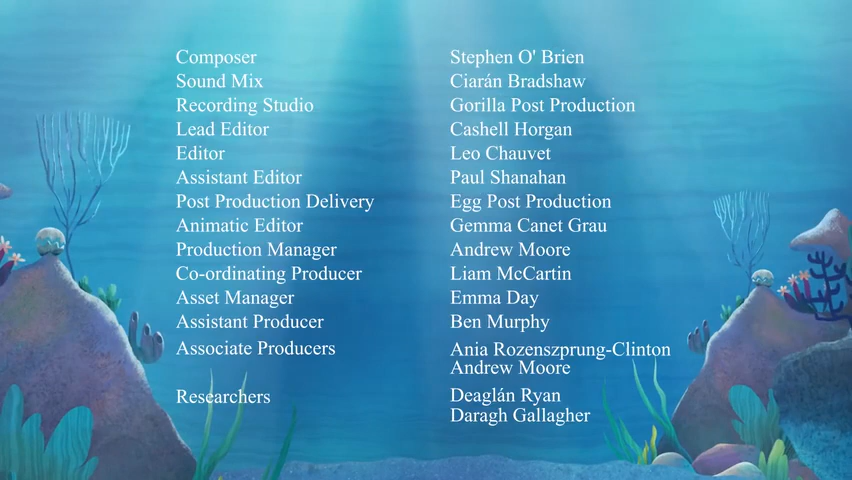 Composer Stephen O' Brien
Sound Mix Ciarán Bradshaw
Recording Studio Gorilla Post Production
Lead Editor Cashell Horgan
Editor Leo Chauvet
Assistant Editor Paul Shanahan
Post Production Delivery Egg Post Production
Animatic Editor Gemma Canet Grau
Production Manager Andrew Moore
Co-ordinating Producer Liam McCartin
Asset Manager Emma Day
Assistant Producer Ben Murphy
Associate Producers Ania Rozenszprung-Clinton
Andrew Moore
Researchers Deaglán Ryan
Daragh Gallagher